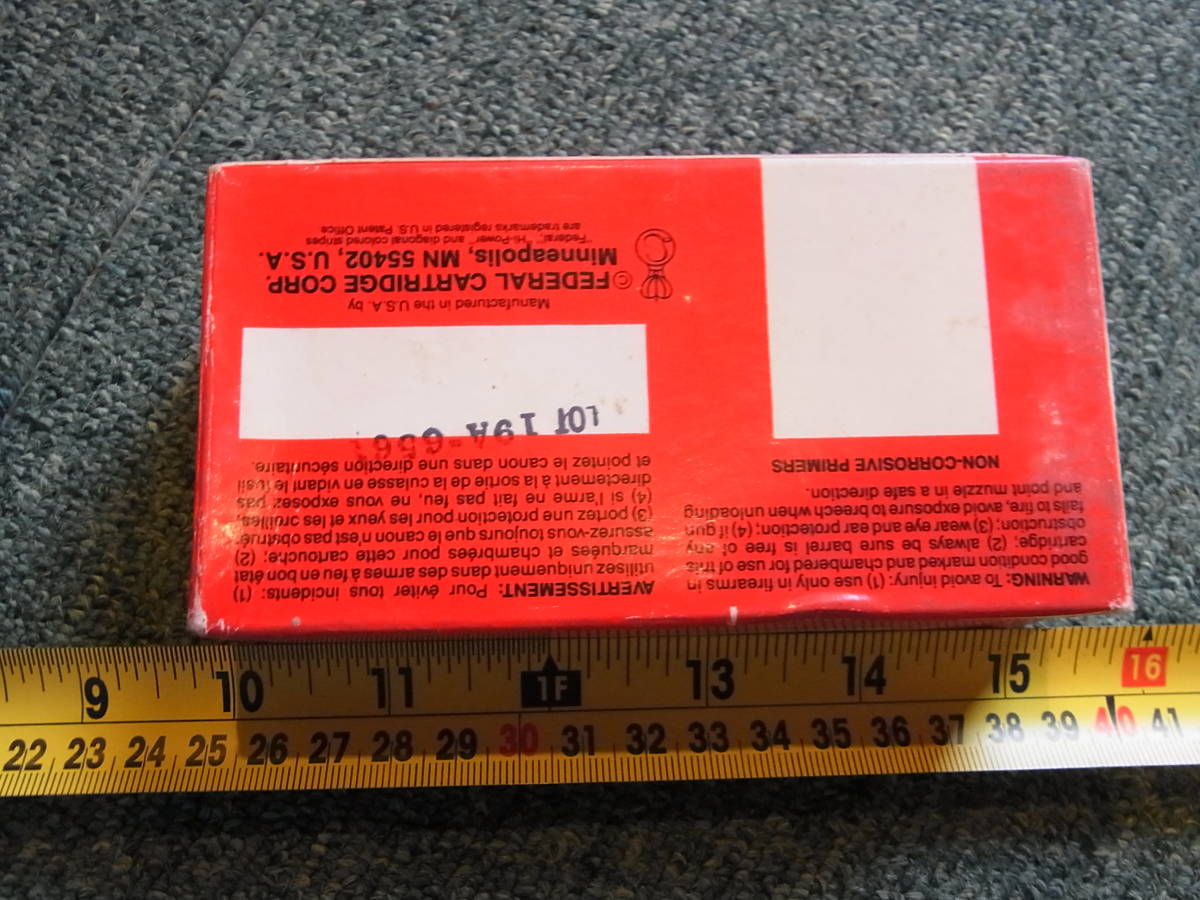 WARNING: To avoid injury: (1) use only in firearms in
good condition marked and chambered for use of this
cartridge; (2) always be sure barrel is free of any
obstruction; (3) wear eye and ear protection; (4) if gun
fails to fire, avoid exposure to breech when unloading
and point muzzle in a safe direction.
NON-CORROSIVE PRIMERS
AVERTISSEMENT: Pour éviter tous incidents: (1)
utilisez uniquement dans des armes à feu en bon état
marquées et chambrées pour cette cartouche; (2)
assurez-vous toujours que le canon n'est pas obstrué;
(3) portez une protection pour les yeux et les oreilles;
(4) si l'arme ne fait pas feu, ne vous exposez pas
directement à la sortie de la culasse en vidant le fusil
et pointez le canon dans une direction sécuritaire.
LOT 19A-656
Manufactured in the U.S.A. by
© FEDERAL CARTRIDGE CORP.
Minneapolis, MN 55402, U.S.A.
"Federal," "Hi-Power" and diagonal colored stripes
are trademarks registered in U.S. Patent Office
9 10 11 1F 13 14 15 16
22 23 24 25 26 27 28 29 30 31 32 33 34 35 36 37 38 39 40 41